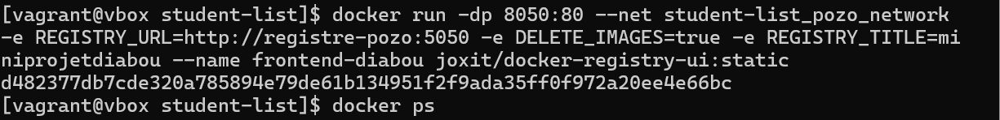 [vagrant@vbox student-list]$ docker run -dp 8050:80 --net student-list_pozo_network
-e REGISTRY_URL=http://registre-pozo:5050 -e DELETE_IMAGES=true -e REGISTRY_TITLE=mi
niprojetdiabou --name frontend-diabou joxit/docker-registry-ui:static
d482377db7cde320a785894e79de61b134951f2f9ada35ff0f972a20ee4e66bc
[vagrant@vbox student-list]$ docker ps